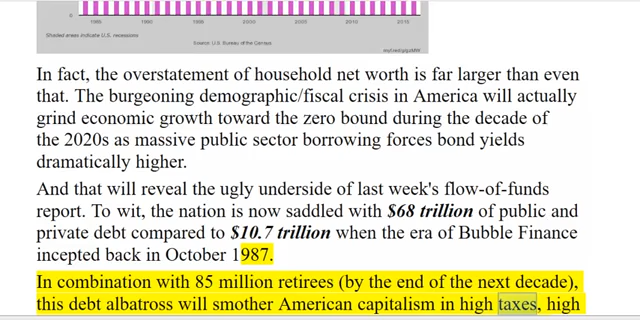 0
1985
1990
1995
2000
2005
2010
2015
Shaded areas indicate U.S. recessions
Source: U.S. Bureau of the Census
In fact, the overstatement of household net worth is far larger than even
that. The burgeoning demographic/fiscal crisis in America will actually
grind economic growth toward the zero bound during the decade of
the 2020s as massive public sector borrowing forces bond yields
dramatically higher.
And that will reveal the ugly underside of last week's flow-of-funds
report. To wit, the nation is now saddled with $68 trillion of public and
private debt compared to $10.7 trillion when the era of Bubble Finance
incepted back in October 1987.
In combination with 85 million retirees (by the end of the next decade),
this debt albatross will smother American capitalism in high taxes, high